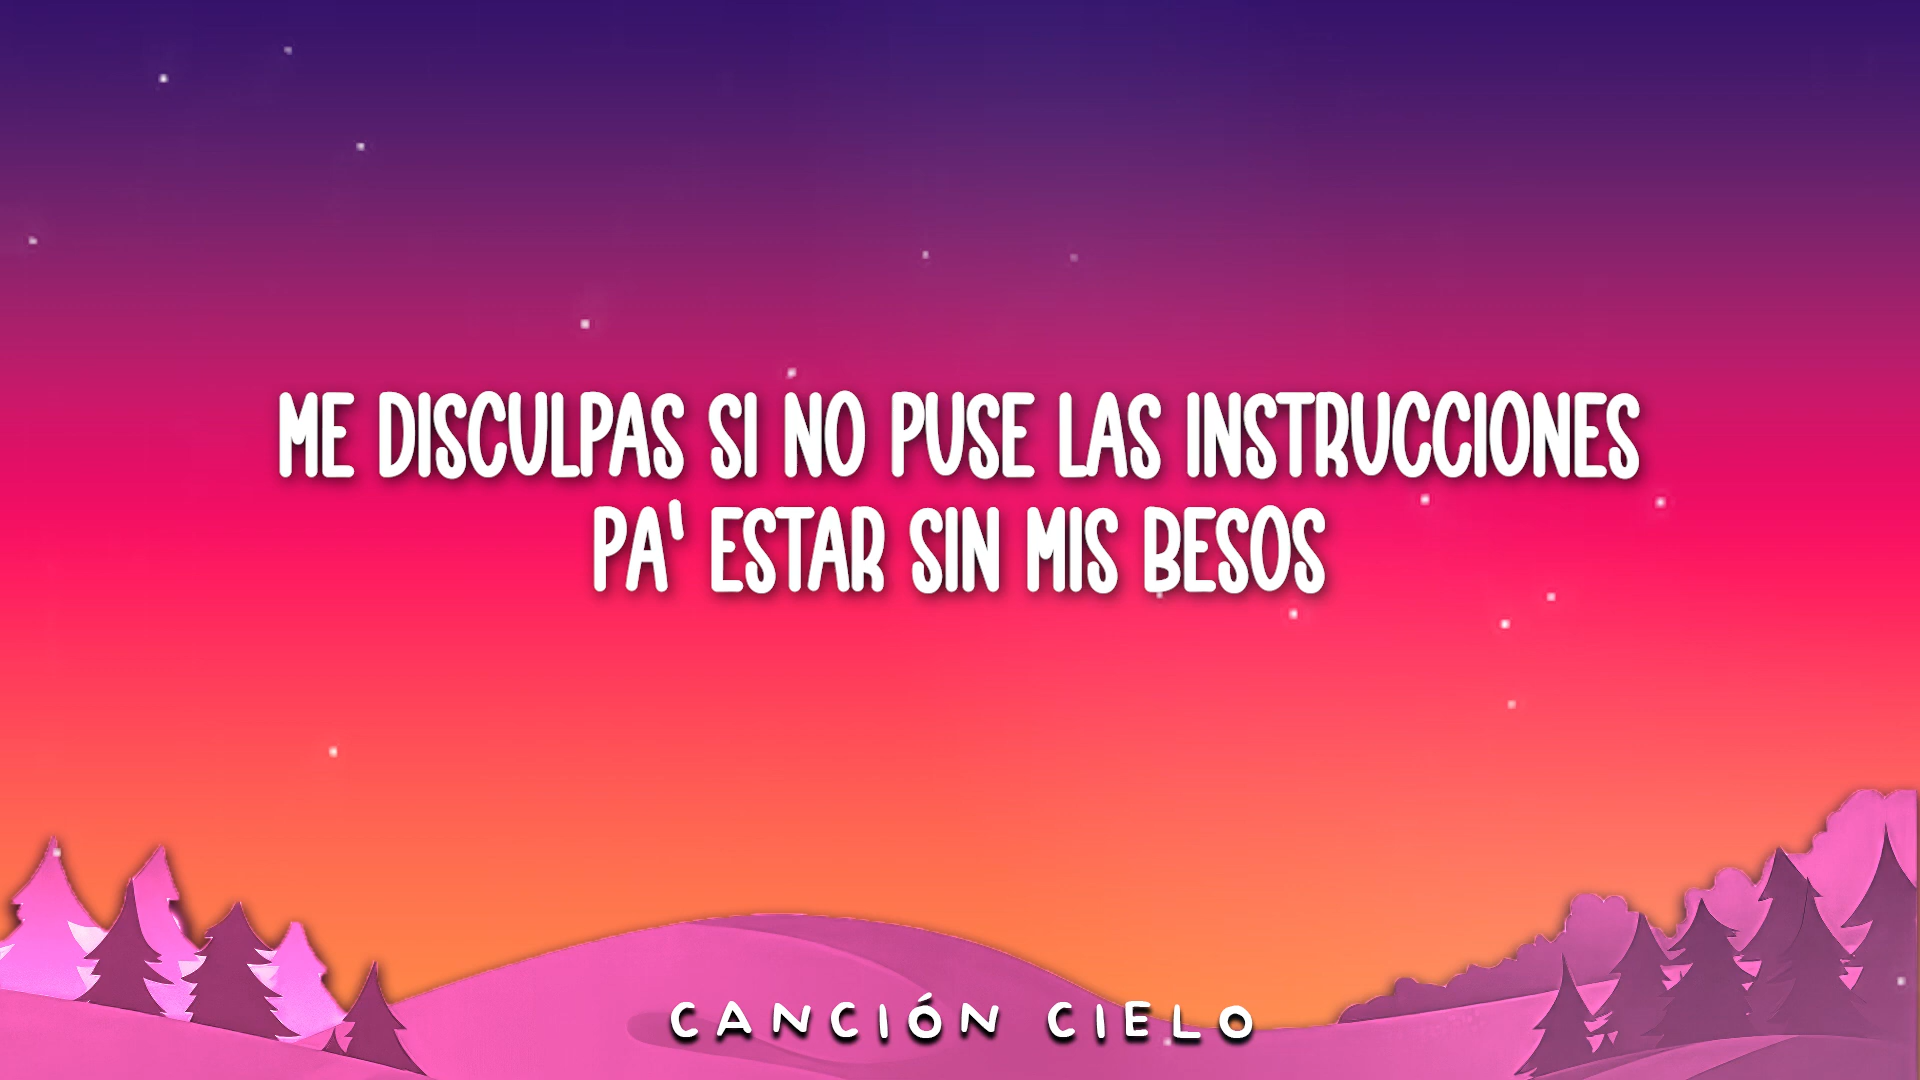 ME DISCULPAS SI NO PUSE LAS INSTRUCCIONES
PA' ESTAR SIN MIS BESOS
CANCIÓN CIELO